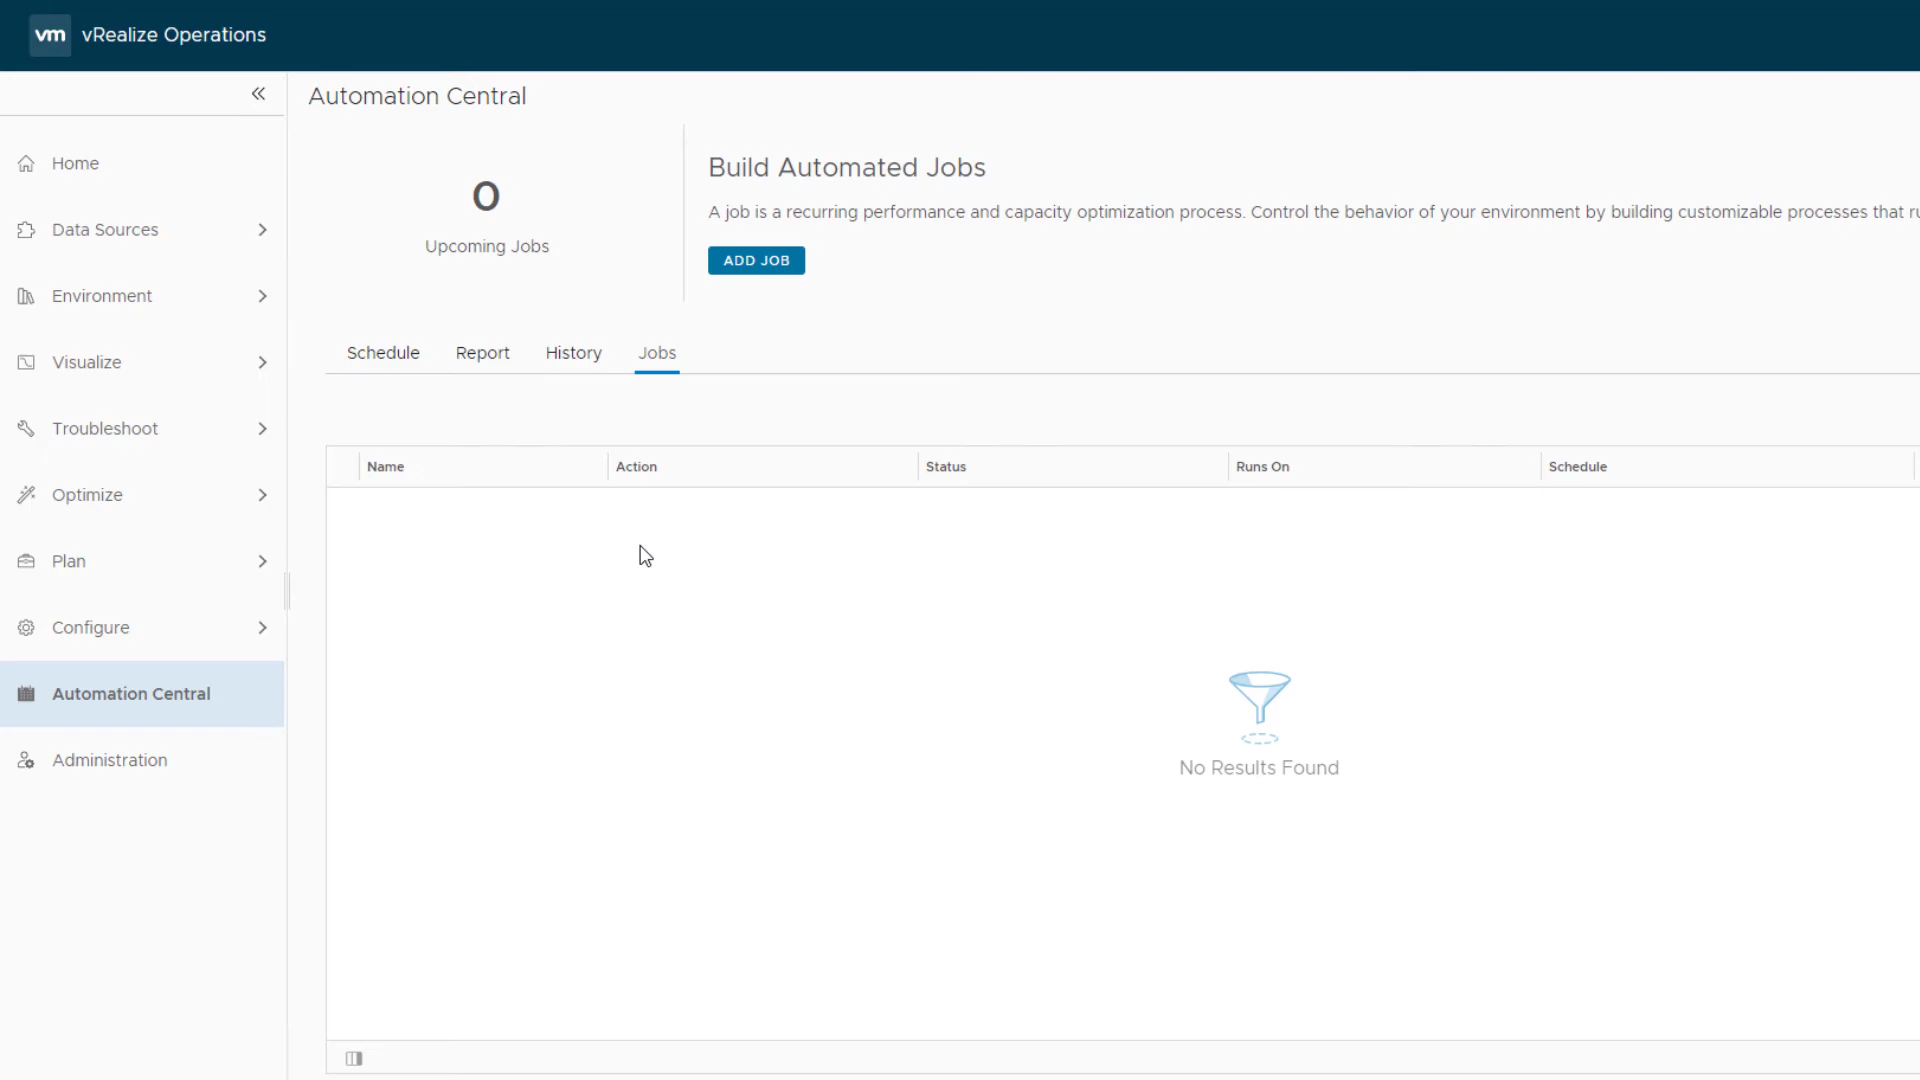 vm vRealize Operations
Automation Central
Home
Data Sources
Environment
Visualize
Troubleshoot
Optimize
Plan
Configure
Automation Central
Administration
0
Upcoming Jobs
Build Automated Jobs
A job is a recurring performance and capacity optimization process. Control the behavior of your environment by building customizable processes that
ADD JOB
Schedule Report History Jobs
Name Action Status Runs On Schedule
No Results Found